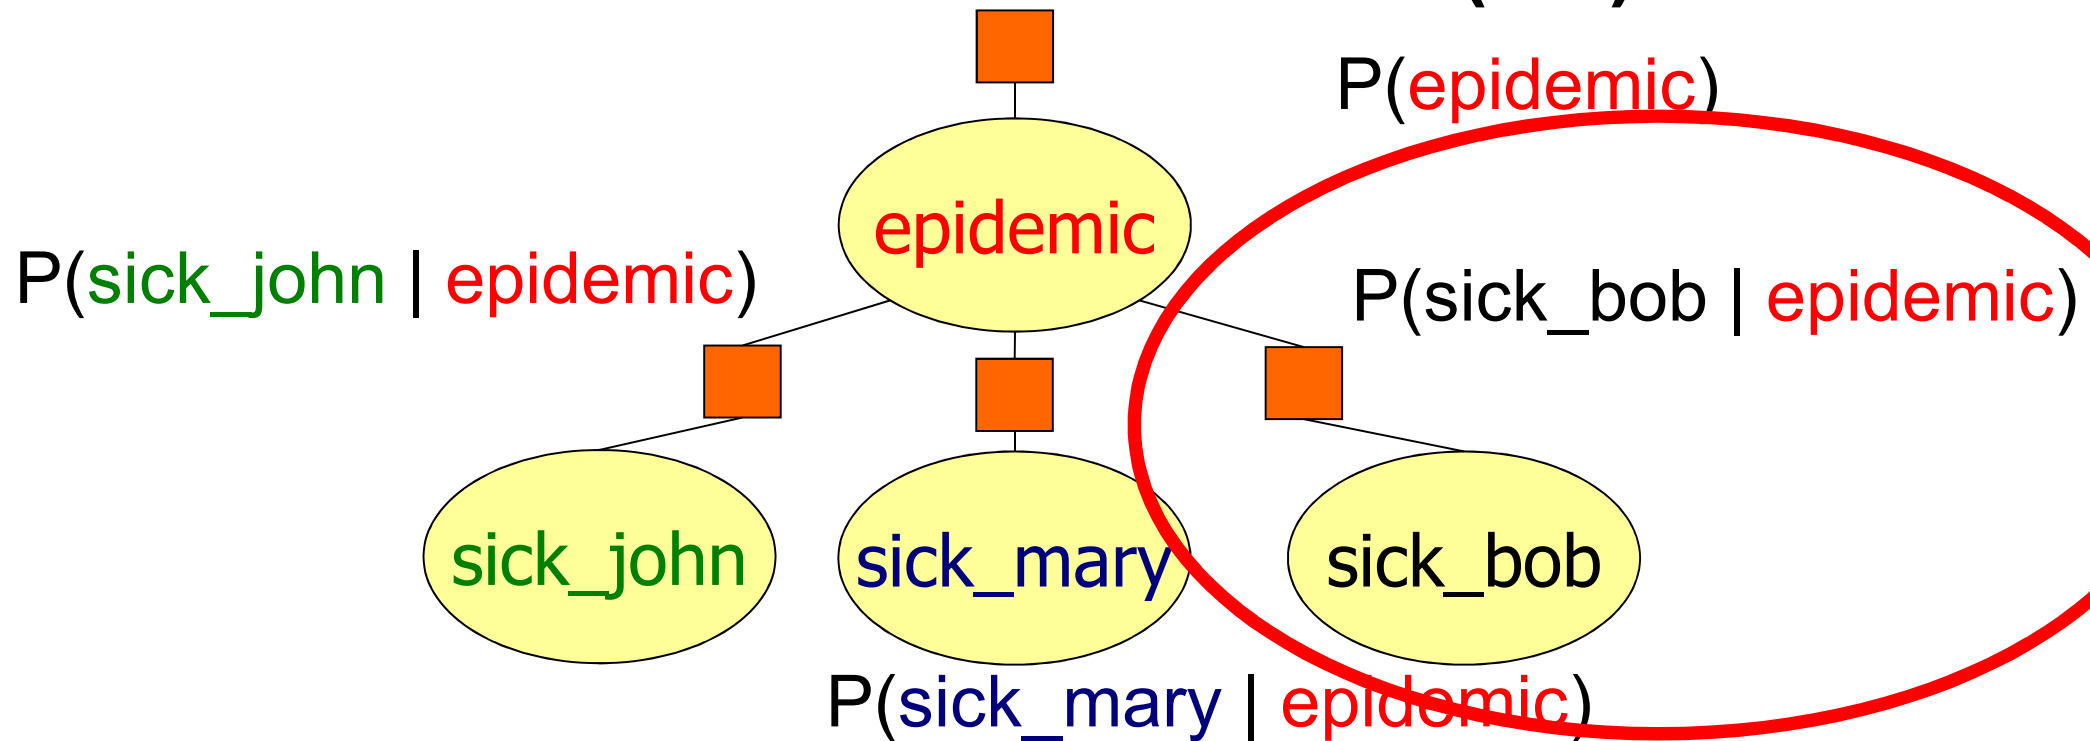 P(epidemic)
epidemic
P(sick_john | epidemic)
P(sick_bob | epidemic)
sick_john
sick_mary
sick_bob
P(sick_mary | epidemic)